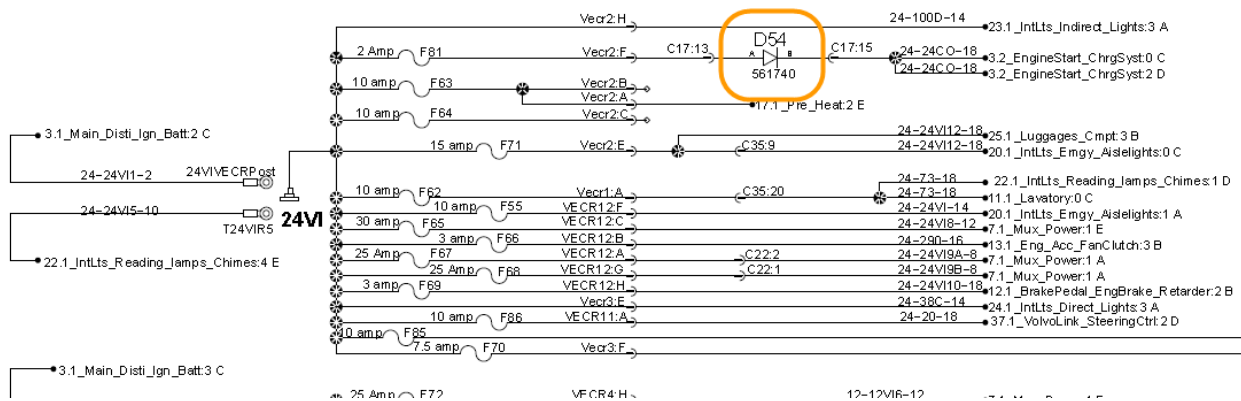 Vecr2:H 24-100D-14 23.1_IntLts_Indirect_Lights:3 A
2 Amp F81 Vecr2:F C17:13 D54 A B 561740 C17:15 24-24CO-18 3.2_EngineStart_ChrgSyst:0 C
24-24CO-18 3.2_EngineStart_ChrgSyst:2 D
10 amp F63 Vecr2:B
Vecr2:A 17.1_Pre_Heat:2 E
10 amp F64 Vecr2:C
3.1_Main_Disti_Ign_Batt:2 C
24-24VI12-18 25.1_Luggages_Cmpt:3 B
15 amp F71 Vecr2:E C35:9 24-24VI12-18 20.1_IntLts_Emgy_Aislelights:0 C
24-24VI1-2 24VIVECRPost
24-73-18 22.1_IntLts_Reading_lamps_Chimes:1 D
10 amp F62 Vecr1:A C35:20 24-73-18 11.1_Lavatory:0 C
24-24VI5-10 T24VIR5 24VI
10 amp F55 VECR12:F 24-24VI-14 20.1_IntLts_Emgy_Aislelights:1 A
30 amp F65 VECR12:C 24-24VI8-12 7.1_Mux_Power:1 E
3 amp F66 VECR12:B 24-290-16 13.1_Eng_Acc_FanClutch:3 B
25 Amp F67 VECR12:A C22:2 24-24VI9A-8 7.1_Mux_Power:1 A
22.1_IntLts_Reading_lamps_Chimes:4 E
25 Amp F68 VECR12:G C22:1 24-24VI9B-8 7.1_Mux_Power:1 A
3 amp F69 VECR12:H 24-24VI10-18 12.1_BrakePedal_EngBrake_Retarder:2 B
Vecr3:E 24-38C-14 24.1_IntLts_Direct_Lights:3 A
10 amp F86 VECR11:A 24-20-18 37.1_VolvoLink_SteeringCtrl:2 D
10 amp F85
7.5 amp F70 Vecr3:F
3.1_Main_Disti_Ign_Batt:3 C
25 Amp F72 VECR4:H 12-12VI6-12